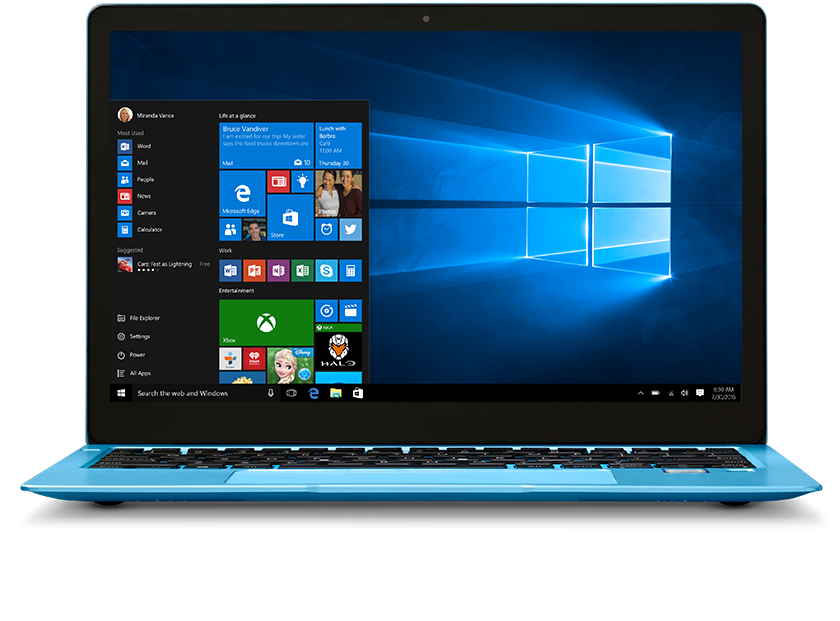 Miranda Vance
Most Used
Word
Mail
People
News
Camera
Calculator
Suggested
Cars: Fast as Lightning Free
File Explorer
Settings
Power
All Apps
Life at a glance
Bruce Vandiver
I am excited for our trip! My sister
says the food trucks downtown are
Mail 10
Lunch with
Barbra
Café
11:00 AM
Thursday 30
Microsoft Edge
Photos
Store
Work
Entertainment
Xbox
XBOX
HALO
Disney
iHeart
Search the web and Windows
6:30 AM
7/30/2015